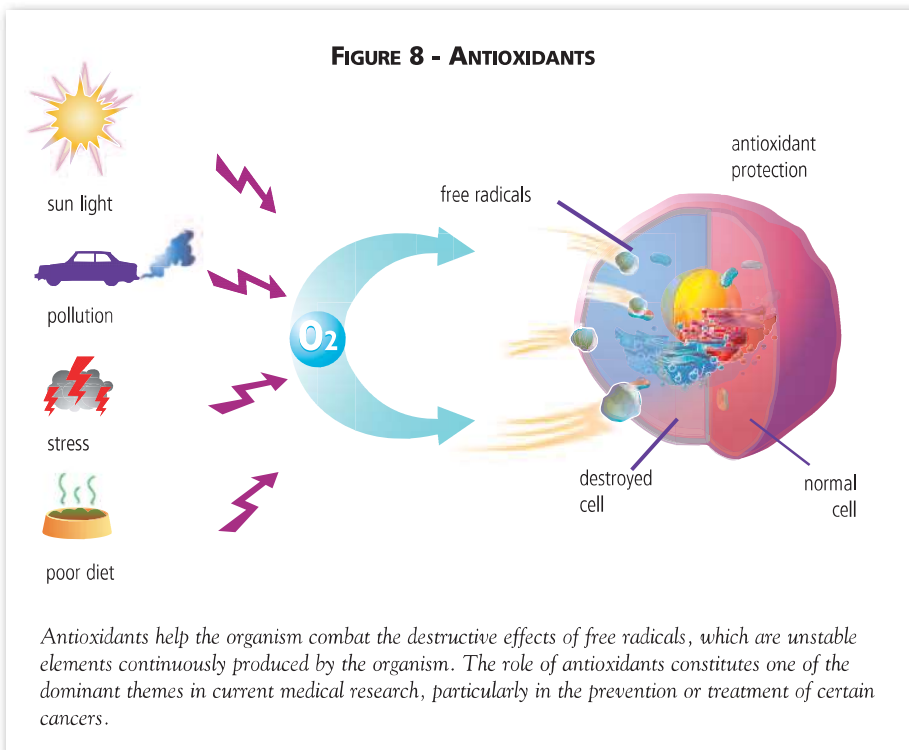 FIGURE 8 - ANTIOXIDANTS
sun light
pollution
stress
poor diet
O2
free radicals
antioxidant
protection
destroyed
cell
normal
cell
Antioxidants help the organism combat the destructive effects of free radicals, which are unstable
elements continuously produced by the organism. The role of antioxidants constitutes one of the
dominant themes in current medical research, particularly in the prevention or treatment of certain
cancers.